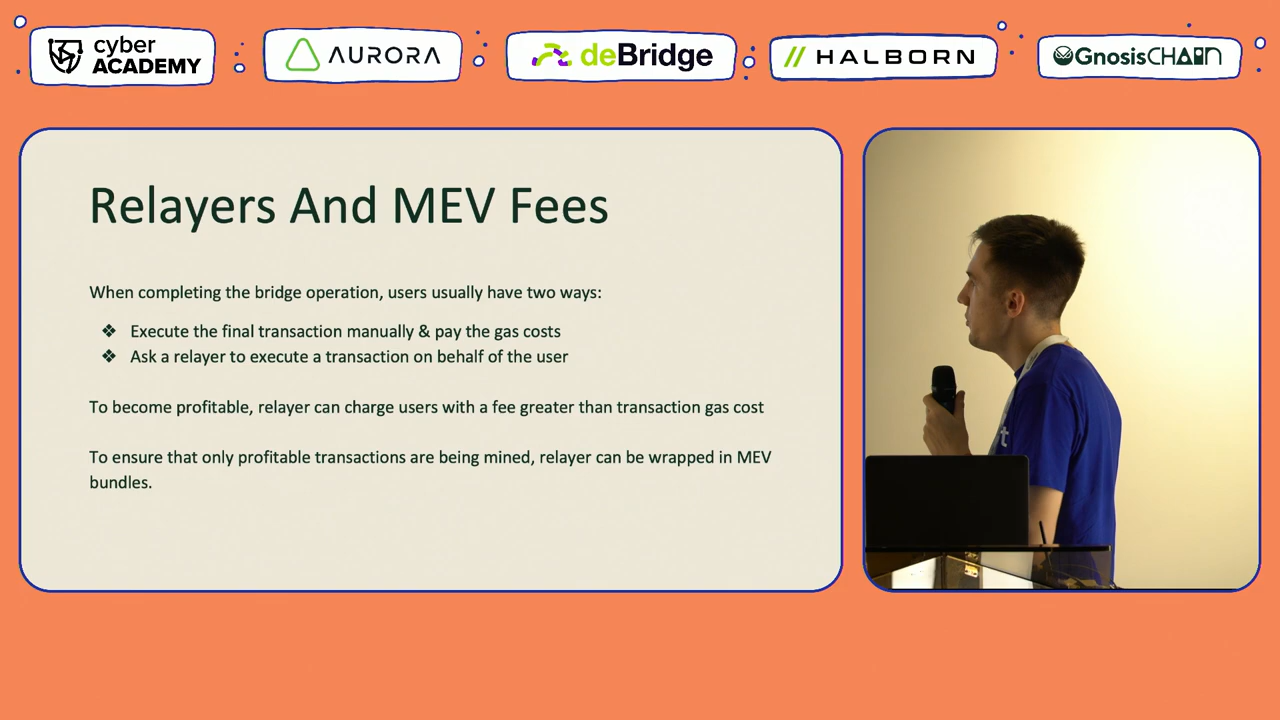 cyber
ACADEMY
AURORA
deBridge
HALBORN
GnosisCHAIN
Relayers And MEV Fees
When completing the bridge operation, users usually have two ways:
❖ Execute the final transaction manually & pay the gas costs
❖ Ask a relayer to execute a transaction on behalf of the user
To become profitable, relayer can charge users with a fee greater than transaction gas cost
To ensure that only profitable transactions are being mined, relayer can be wrapped in MEV
bundles.
t